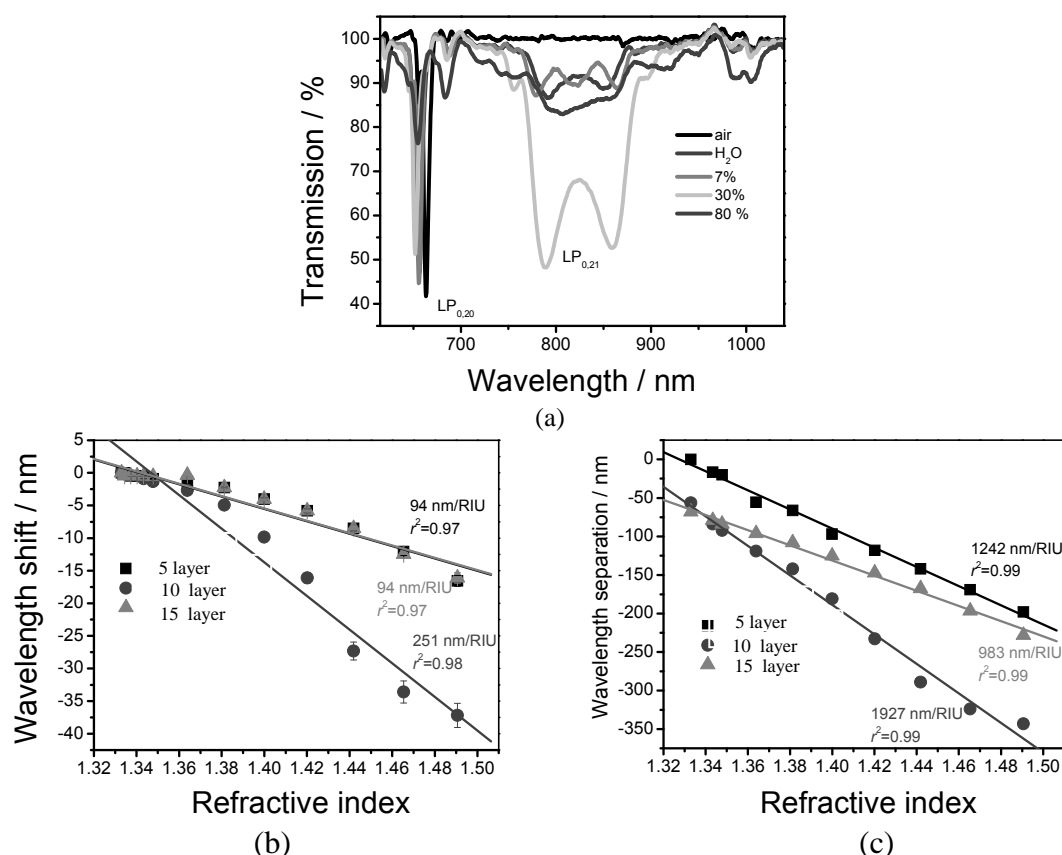 100
90
80
70
60
50
40
Transmission / %
air
H₂O
7%
30%
80 %
LP₀,₂₁
LP₀,₂₀
700 800 900 1000
Wavelength / nm
(a)
5
0
-5
-10
-15
-20
-25
-30
-35
-40
Wavelength shift / nm
94 nm/RIU
r²=0.97
5 layer
10 layer
15 layer
94 nm/RIU
r²=0.97
251 nm/RIU
r²=0.98
1.32 1.34 1.36 1.38 1.40 1.42 1.44 1.46 1.48 1.50
Refractive index
(b)
50
0
-50
-100
-150
-200
-250
-300
-350
Wavelength separation / nm
1242 nm/RIU
r²=0.99
5 layer
10 layer
15 layer
983 nm/RIU
r²=0.99
1927 nm/RIU
r²=0.99
1.32 1.34 1.36 1.38 1.40 1.42 1.44 1.46 1.48 1.50
Refractive index
(c)